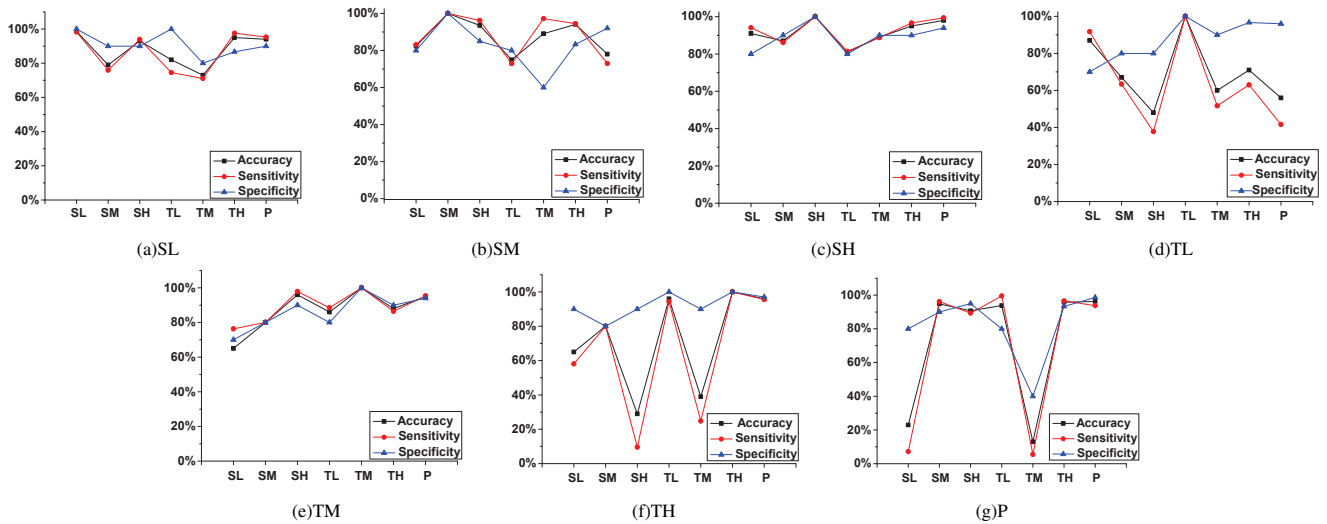 100%
80%
60%
40%
20%
0%
SL SM SH TL TM TH P
Accuracy
Sensitivity
Specificity
(a)SL
100%
80%
60%
40%
20%
0%
SL SM SH TL TM TH P
Accuracy
Sensitivity
Specificity
(b)SM
100%
80%
60%
40%
20%
0%
SL SM SH TL TM TH P
Accuracy
Sensitivity
Specificity
(c)SH
100%
80%
60%
40%
20%
0%
SL SM SH TL TM TH P
Accuracy
Sensitivity
Specificity
(d)TL
100%
80%
60%
40%
20%
0%
SL SM SH TL TM TH P
Accuracy
Sensitivity
Specificity
(e)TM
100%
80%
60%
40%
20%
0%
SL SM SH TL TM TH P
Accuracy
Sensitivity
Specificity
(f)TH
100%
80%
60%
40%
20%
0%
SL SM SH TL TM TH P
Accuracy
Sensitivity
Specificity
(g)P